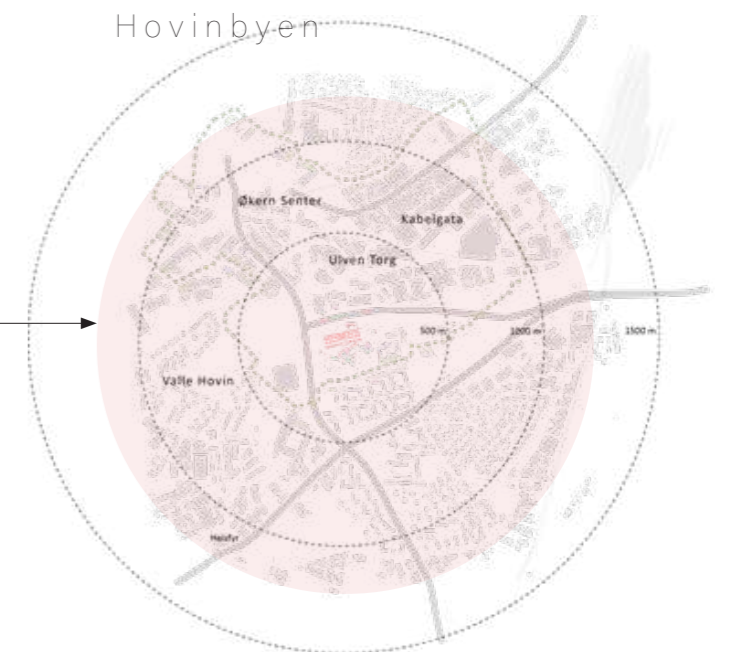 Hovinbyen
Økern Senter
Kabelgata
Ulven Torg
500 m
1000 m
1500 m
Valle Hovin
Helsfyr